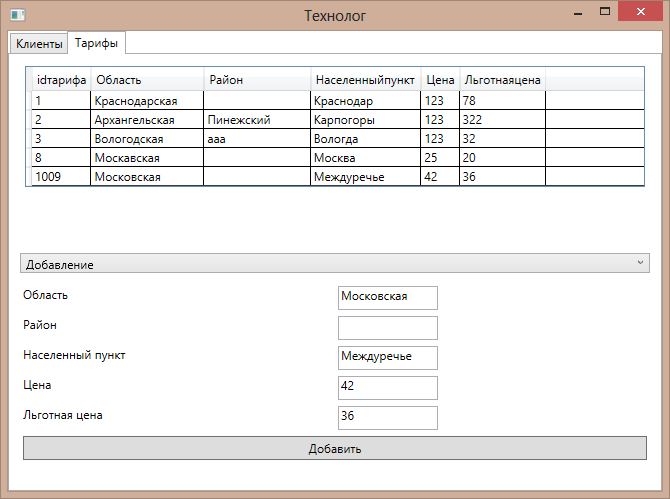 Технолог
Клиенты Тарифы
idтарифа Область Район Населенныйпункт Цена Льготнаяцена
1 Краснодарская Краснодар 123 78
2 Архангельская Пинежский Карпогоры 123 322
3 Вологодская ааа Вологда 123 32
8 Москавская Москва 25 20
1009 Московская Междуречье 42 36
Добавление
Область Московская
Район
Населенный пункт Междуречье
Цена 42
Льготная цена 36
Добавить